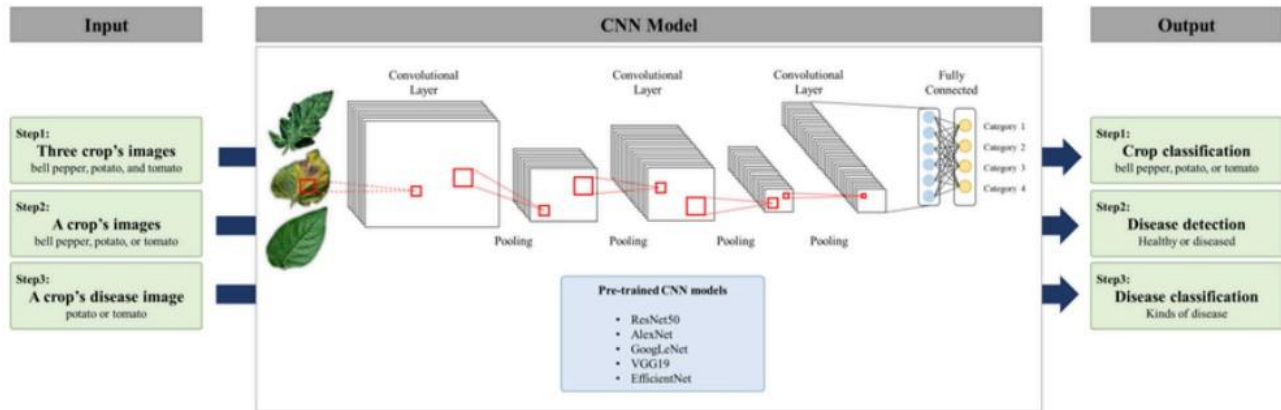 Input
CNN Model
Output
Step1:
Three crop's images
bell pepper, potato, and tomato
Step2:
A crop's images
bell pepper, potato, or tomato
Step3:
A crop's disease image
potato or tomato
Convolutional
Layer
Convolutional
Layer
Convolutional
Layer
Fully
Connected
Category 1
Category 2
Category 3
Category 4
Pooling
Pooling
Pooling
Pooling
Pre-trained CNN models
• ResNet50
• AlexNet
• GoogLeNet
• VGG19
• EfficientNet
Step1:
Crop classification
bell pepper, potato, or tomato
Step2:
Disease detection
Healthy or diseased
Step3:
Disease classification
Kinds of disease